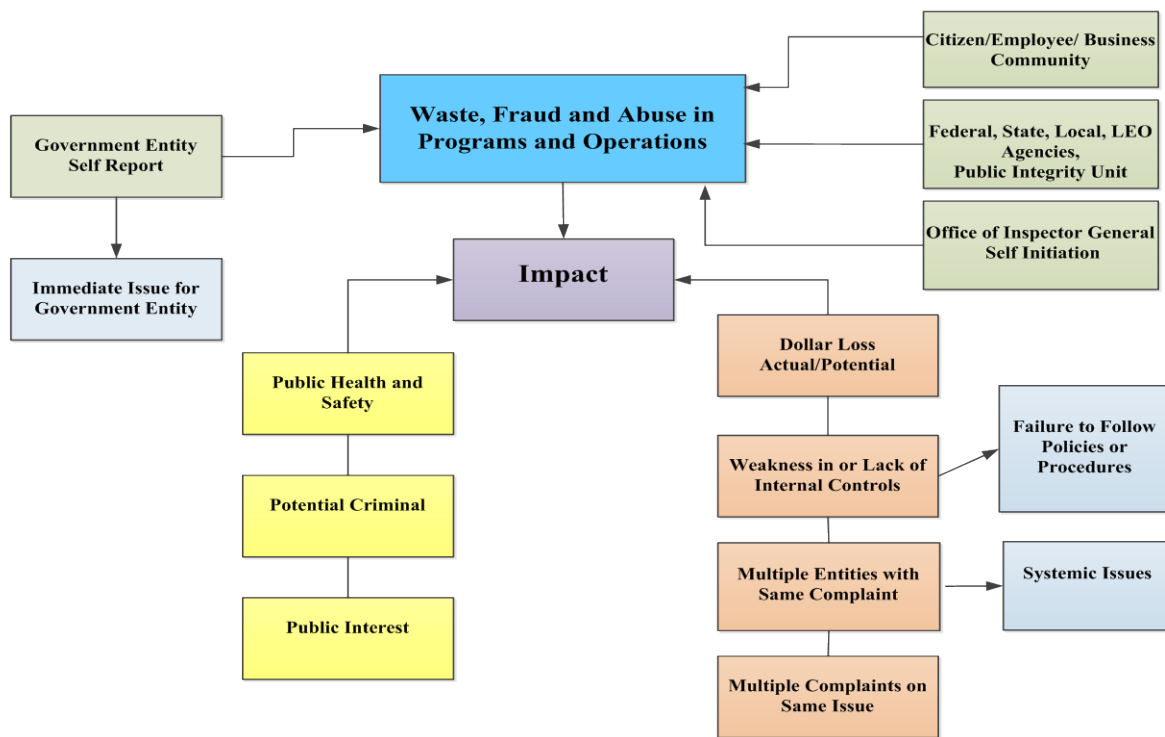 Citizen/Employee/ Business
Community
Waste, Fraud and Abuse in
Programs and Operations
Government Entity
Self Report
Federal, State, Local, LEO
Agencies,
Public Integrity Unit
Office of Inspector General
Self Initiation
Immediate Issue for
Government Entity
Impact
Public Health and
Safety
Potential Criminal
Public Interest
Dollar Loss
Actual/Potential
Weakness in or Lack of
Internal Controls
Failure to Follow
Policies or
Procedures
Multiple Entities with
Same Complaint
Systemic Issues
Multiple Complaints on
Same Issue